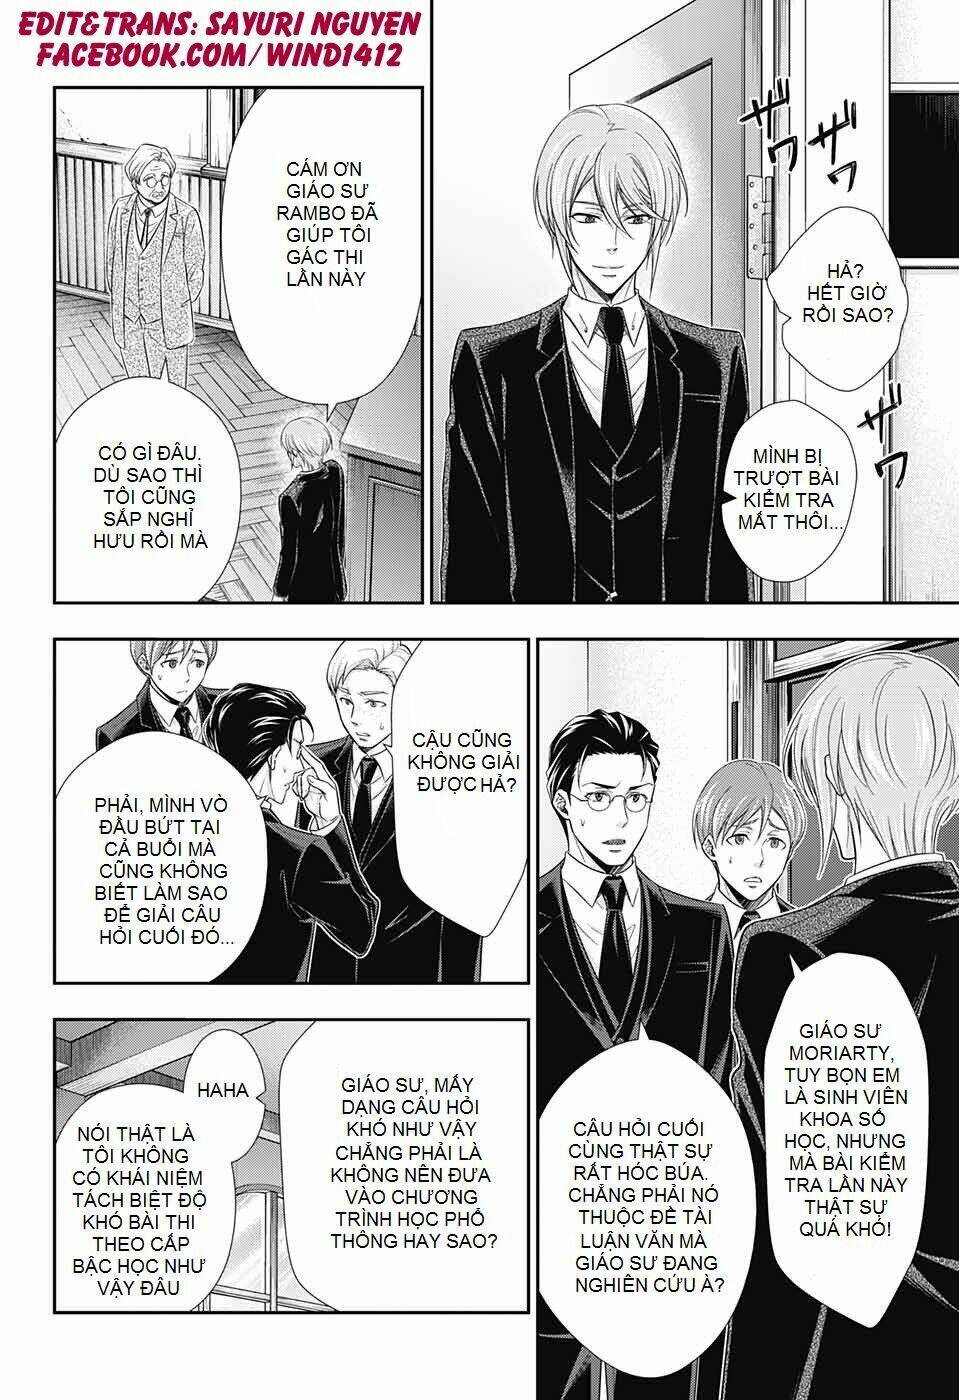 EDIT&TRANS: SAYURI NGUYEN
FACEBOOK.COM/WIND1412
ザワ
ザワ
HẢ?
HẾT GIỜ
RỒI SAO?
MÌNH BỊ
TRƯỢT BÀI
KIỂM TRA
MẤT THÔI...
CÁM ƠN
GIÁO SƯ
RAMBO ĐÃ
GIÚP TÔI
GÁC THI
LẦN NÀY
CÓ GÌ ĐÂU.
DÙ SAO THÌ
TÔI CŨNG
SẮP NGHỈ
HƯU RỒI MÀ
GIÁO SƯ
MORIARTY,
TUY BỌN EM
LÀ SINH VIÊN
KHOA SỐ
HỌC, NHƯNG
MÀ BÀI KIỂM
TRA LẦN NÀY
THẬT SỰ
QUÁ KHÓ!
CÂU HỎI CUỐI
CÙNG THẬT SỰ
RẤT HÓC BÚA.
CHẲNG PHẢI NÓ
THUỘC ĐỀ TÀI
LUẬN VĂN MÀ
GIÁO SƯ ĐANG
NGHIÊN CỨU À?
CẬU CŨNG
KHÔNG GIẢI
ĐƯỢC HẢ?
PHẢI, MÌNH VÒ
ĐẦU BỨT TAI
CẢ BUỔI MÀ
CŨNG KHÔNG
BIẾT LÀM SAO
ĐỂ GIẢI CÂU
HỎI CUỐI ĐÓ...
GIÁO SƯ, MẤY
DẠNG CÂU HỎI
KHÓ NHƯ VẬY
CHẲNG PHẢI LÀ
KHÔNG NÊN ĐƯA
VÀO CHƯƠNG
TRÌNH HỌC PHỔ
THÔNG HAY SAO?
HAHA
NÓI THẬT LÀ
TÔI KHÔNG
CÓ KHÁI NIỆM
TÁCH BIỆT ĐỘ
KHÓ BÀI THI
THEO CẤP
BẬC HỌC NHƯ
VẬY ĐÂU